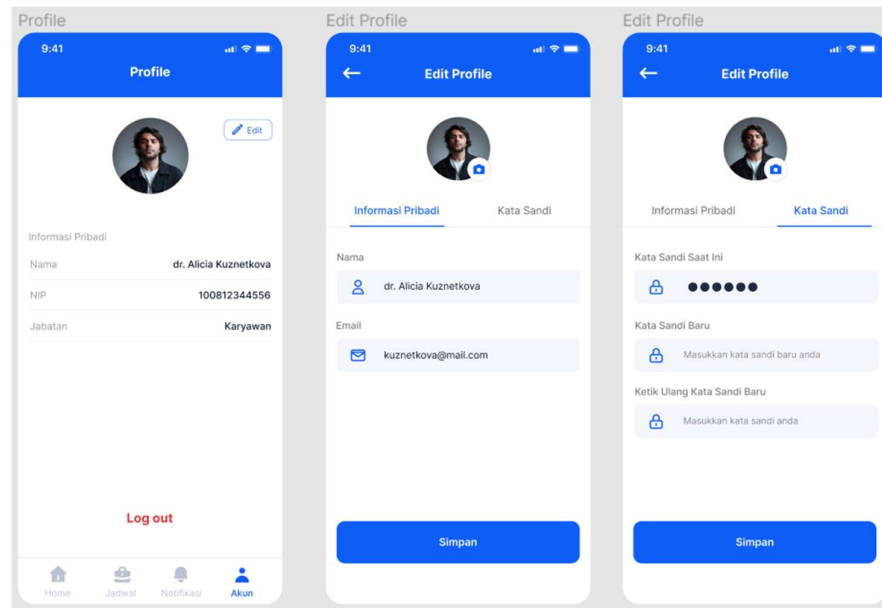 Profile
9:41
Profile
Edit
Informasi Pribadi
Nama dr. Alicia Kuznetkova
NIP 100812344556
Jabatan Karyawan
Log out
Home Jadwal Notifikasi Akun
Edit Profile
9:41
Edit Profile
Informasi Pribadi Kata Sandi
Nama
dr. Alicia Kuznetkova
Email
kuznetkova@mail.com
Simpan
Edit Profile
9:41
Edit Profile
Informasi Pribadi Kata Sandi
Kata Sandi Saat Ini
●●●●●●
Kata Sandi Baru
Masukkan kata sandi baru anda
Ketik Ulang Kata Sandi Baru
Masukkan kata sandi anda
Simpan